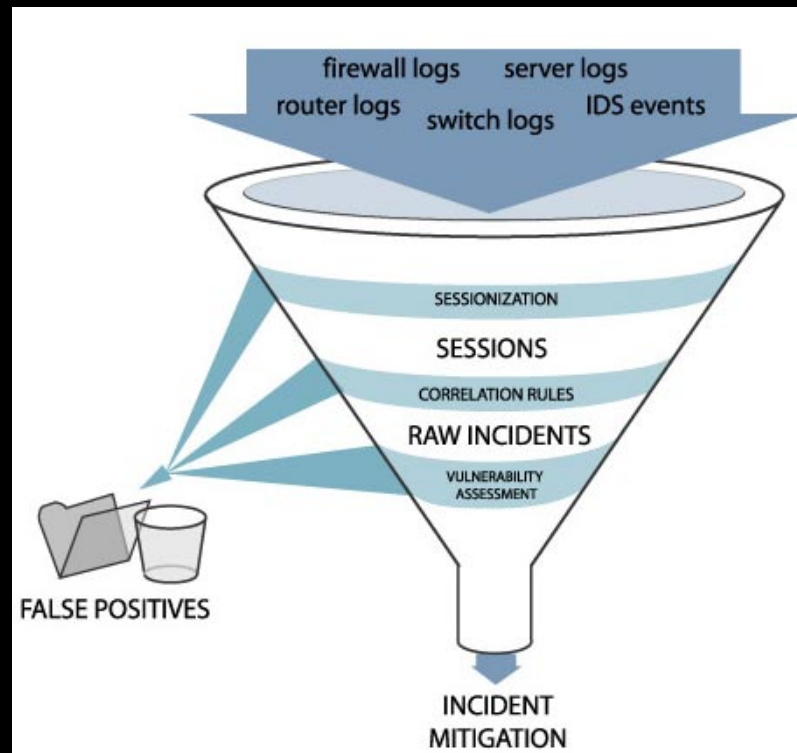 firewall logs server logs
router logs switch logs IDS events
SESSIONIZATION
SESSIONS
CORRELATION RULES
RAW INCIDENTS
VULNERABILITY
ASSESSMENT
FALSE POSITIVES
INCIDENT
MITIGATION